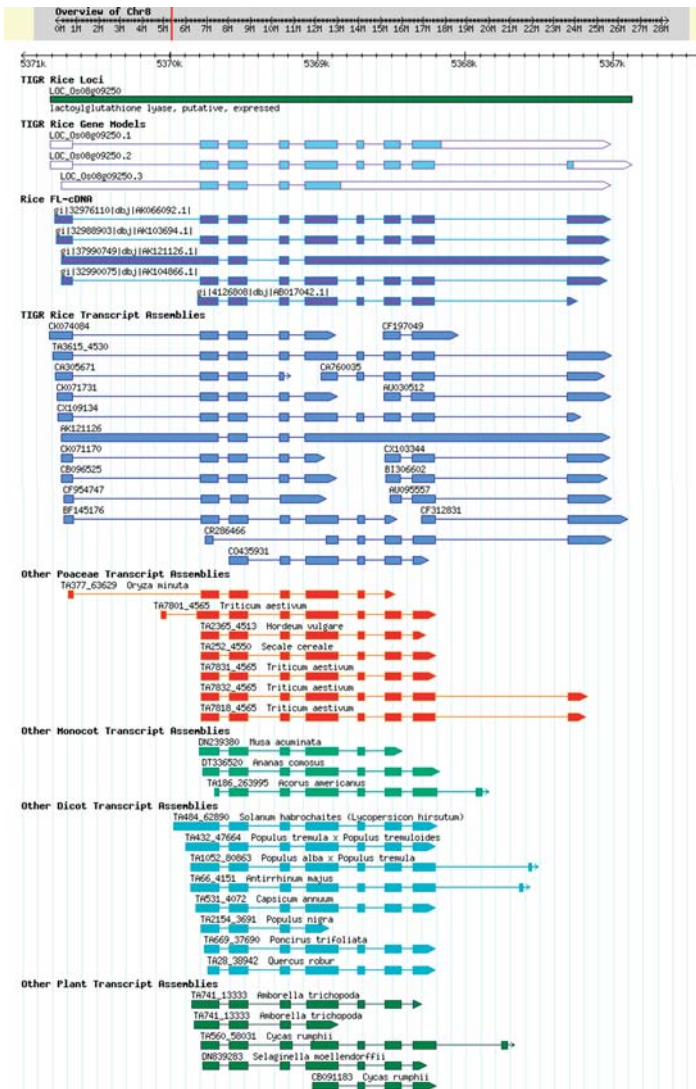 Overview of Chr8
0M 1M 2M 3M 4M 5M 6M 7M 8M 9M 10M 11M 12M 13M 14M 15M 16M 17M 18M 19M 20M 21M 22M 23M 24M 25M 26M 27M 28M
5371k 5370k 5369k 5368k 5367k
TIGR Rice Loci
LOC_Os08g09250
lactoylglutathione lyase, putative, expressed
TIGR Rice Gene Models
LOC_Os08g09250.1
LOC_Os08g09250.2
LOC_Os08g09250.3
Rice FL-cDNA
gi|32976110|dbj|AK066092.1|
gi|32988903|dbj|AK103694.1|
gi|37990749|dbj|AK121126.1|
gi|32990075|dbj|AK104866.1|
gi|4126808|dbj|AB017042.1|
TIGR Rice Transcript Assemblies
CK074084 CF197049
TA3615_4530
CA305671 CA760035
CK071731 AU030512
CX109134
AK121126
CK071170 CX103344
CB096525 BI306602
CF954747 AU095557
BF145176 CF312831
CR286466
CO435931
Other Poaceae Transcript Assemblies
TA377_63629 Oryza minuta
TA7801_4565 Triticum aestivum
TA2365_4513 Hordeum vulgare
TA252_4550 Secale cereale
TA7831_4565 Triticum aestivum
TA7832_4565 Triticum aestivum
TA7818_4565 Triticum aestivum
Other Monocot Transcript Assemblies
DN239380 Musa acuminata
DT336520 Ananas comosus
TA186_263995 Acorus americanus
Other Dicot Transcript Assemblies
TA484_62890 Solanum habrochaites (Lycopersicon hirsutum)
TA432_47664 Populus tremula x Populus tremuloides
TA1052_80863 Populus alba x Populus tremula
TA66_4151 Antirrhinum majus
TA531_4072 Capsicum annuum
TA2154_3691 Populus nigra
TA669_37690 Poncirus trifoliata
TA28_38942 Quercus robur
Other Plant Transcript Assemblies
TA741_13333 Amborella trichopoda
TA741_13333 Amborella trichopoda
TA560_58031 Cycas rumphii
DN839283 Selaginella moellendorffii
CB091183 Cycas rumphii